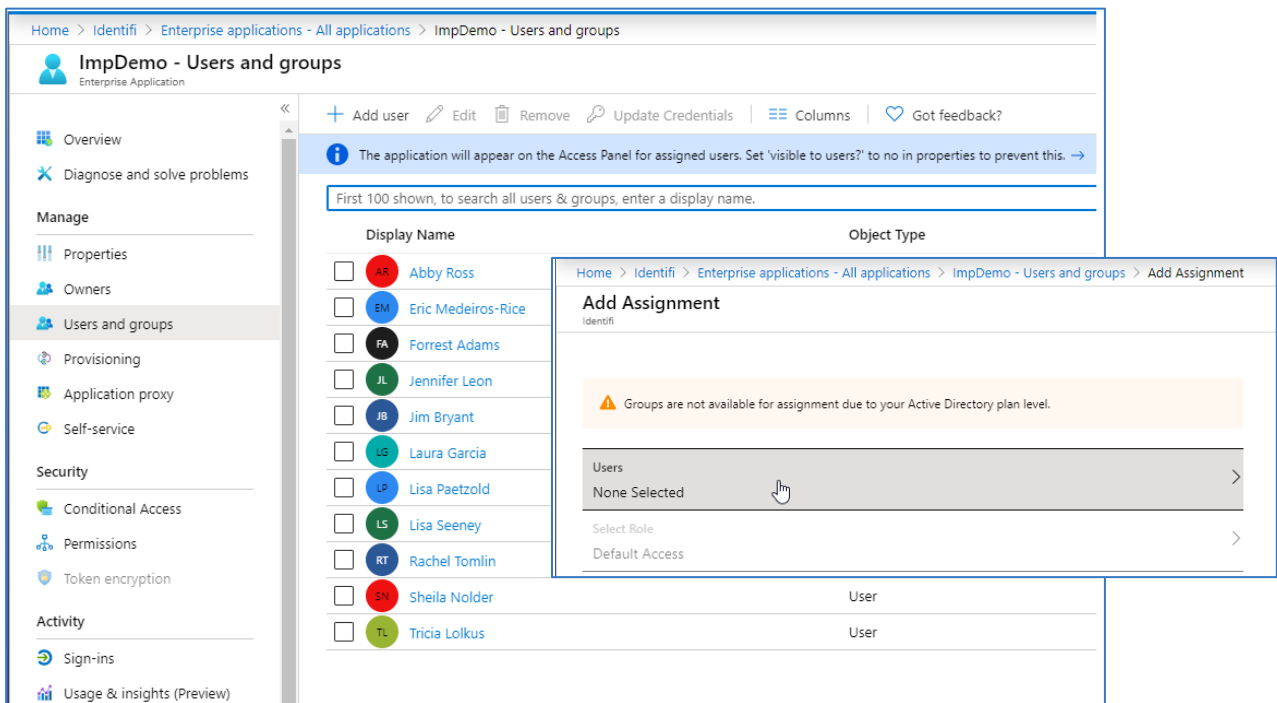 Home > Identifi > Enterprise applications - All applications > ImpDemo - Users and groups
ImpDemo - Users and groups
Enterprise Application
«
Overview
Diagnose and solve problems
Manage
Properties
Owners
Users and groups
Provisioning
Application proxy
Self-service
Security
Conditional Access
Permissions
Token encryption
Activity
Sign-ins
Usage & insights (Preview)
+ Add user Edit Remove Update Credentials Columns Got feedback?
The application will appear on the Access Panel for assigned users. Set 'visible to users?' to no in properties to prevent this. →
First 100 shown, to search all users & groups, enter a display name.
Display Name Object Type
AR Abby Ross
EM Eric Medeiros-Rice
FA Forrest Adams
JL Jennifer Leon
JB Jim Bryant
LG Laura Garcia
LP Lisa Paetzold
LS Lisa Seeney
RT Rachel Tomlin
SN Sheila Nolder User
TL Tricia Lolkus User
Home > Identifi > Enterprise applications - All applications > ImpDemo - Users and groups > Add Assignment
Add Assignment
Identifi
Groups are not available for assignment due to your Active Directory plan level.
Users
None Selected
Select Role
Default Access